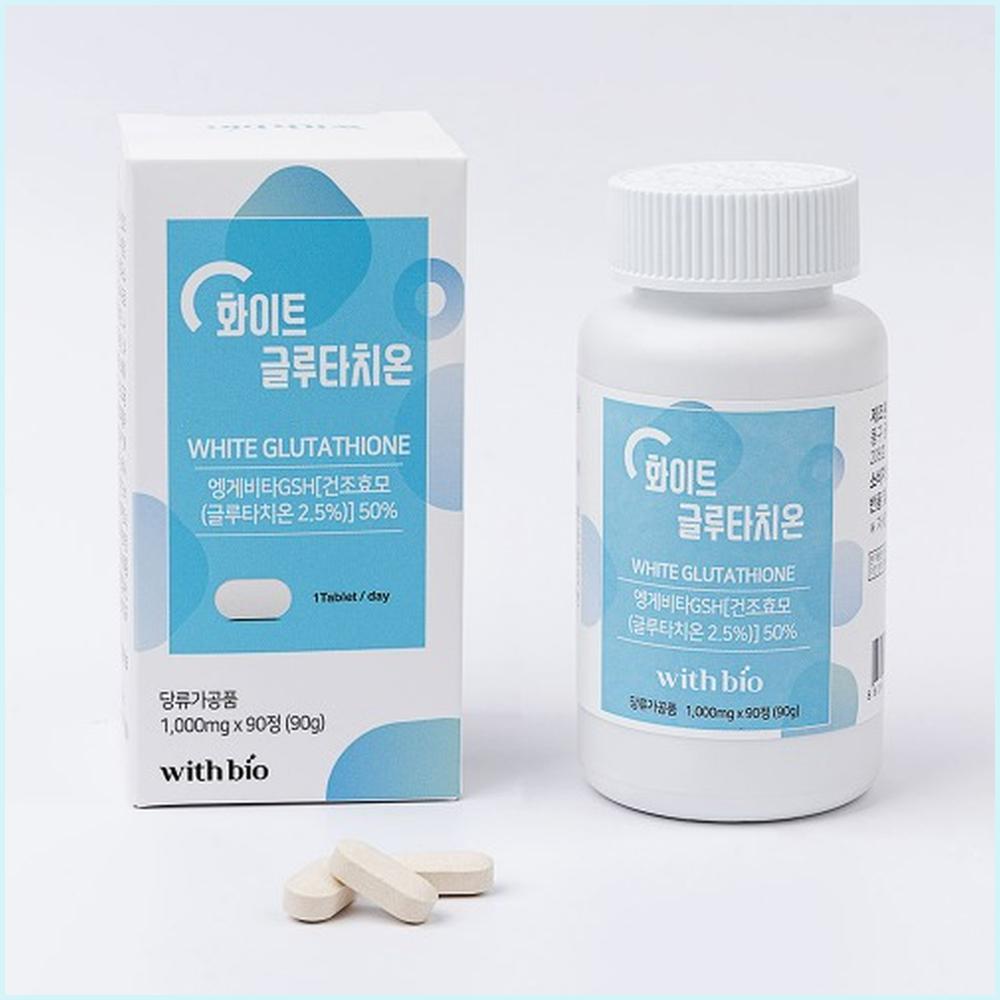 화이트
글루타치온
WHITE GLUTATHIONE
엥게비타GSH[건조효모
(글루타치온 2.5%)] 50%
1Tablet / day
당류가공품
1,000mg x 90정 (90g)
with bio
화이트
글루타치온
WHITE GLUTATHIONE
엥게비타GSH[건조효모
(글루타치온 2.5%)] 50%
with bio
당류가공품 1,000mg x 90정 (90g)